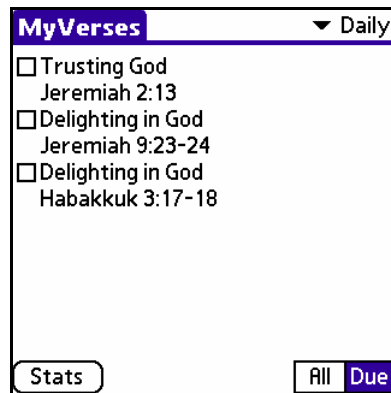 MyVerses Daily
Trusting God
Jeremiah 2:13
Delighting in God
Jeremiah 9:23-24
Delighting in God
Habakkuk 3:17-18
Stats All Due